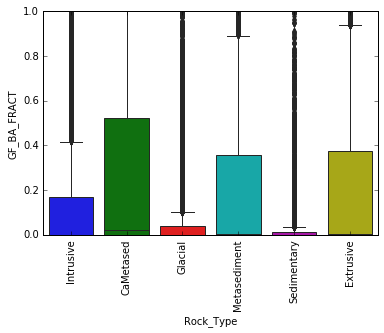 1.0
0.8
0.6
0.4
0.2
0.0
GF_BA_FRACT
Intrusive
CaMetased
Glacial
Metasediment
Sedimentary
Extrusive
Rock_Type